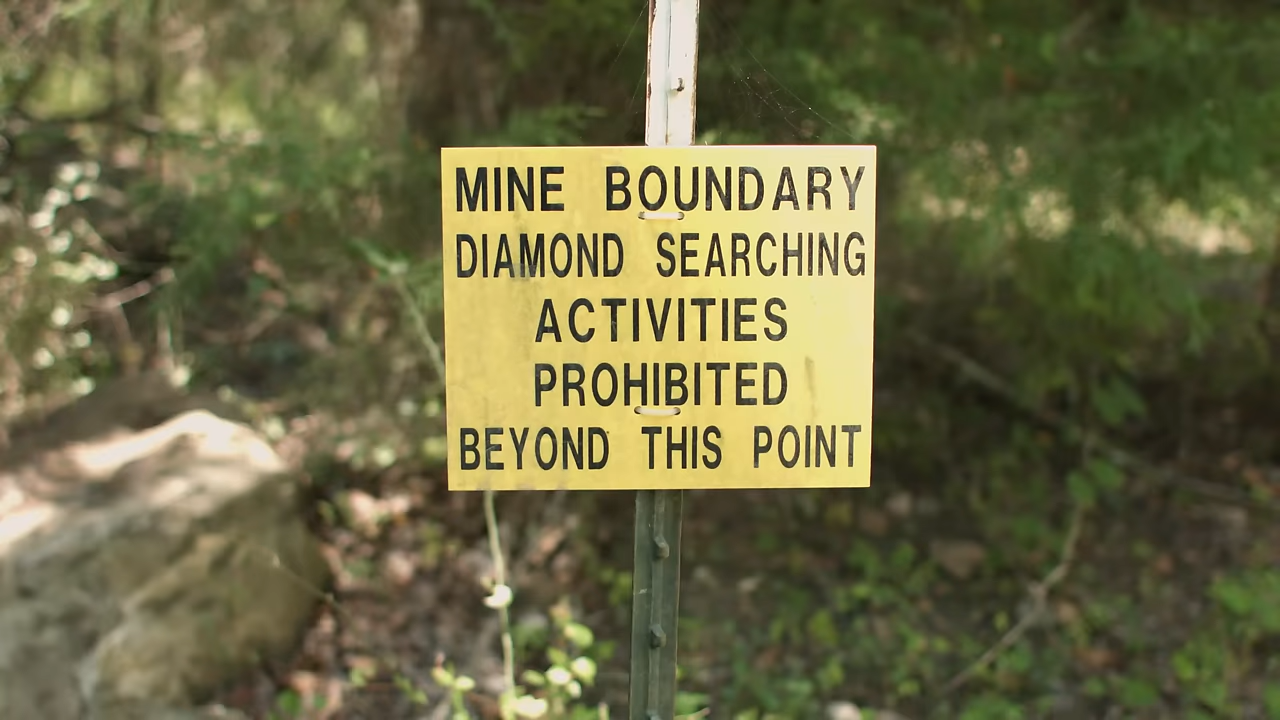 MINE BOUNDARY
DIAMOND SEARCHING
ACTIVITIES
PROHIBITED
BEYOND THIS POINT